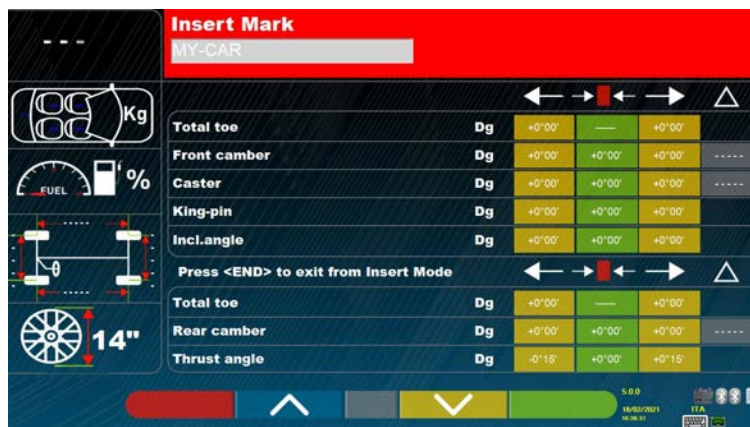 Insert Mark
MY-CAR
- - -
Kg
Total toe Dg +0°00' ----- +0°00'
Front camber Dg +0°00' +0°00' +0°00' -----
FUEL %
Caster Dg +0°00' +0°00' +0°00' -----
King-pin Dg +0°00' +0°00' +0°00'
Incl.angle Dg +0°00' +0°00' +0°00'
Press <END> to exit from Insert Mode
Total toe Dg +0°00' ----- +0°00'
14"
Rear camber Dg +0°00' +0°00' +0°00' -----
Thrust angle Dg -0°15' +0°00' +0°15'
5.0.0
18/02/2021
ITA